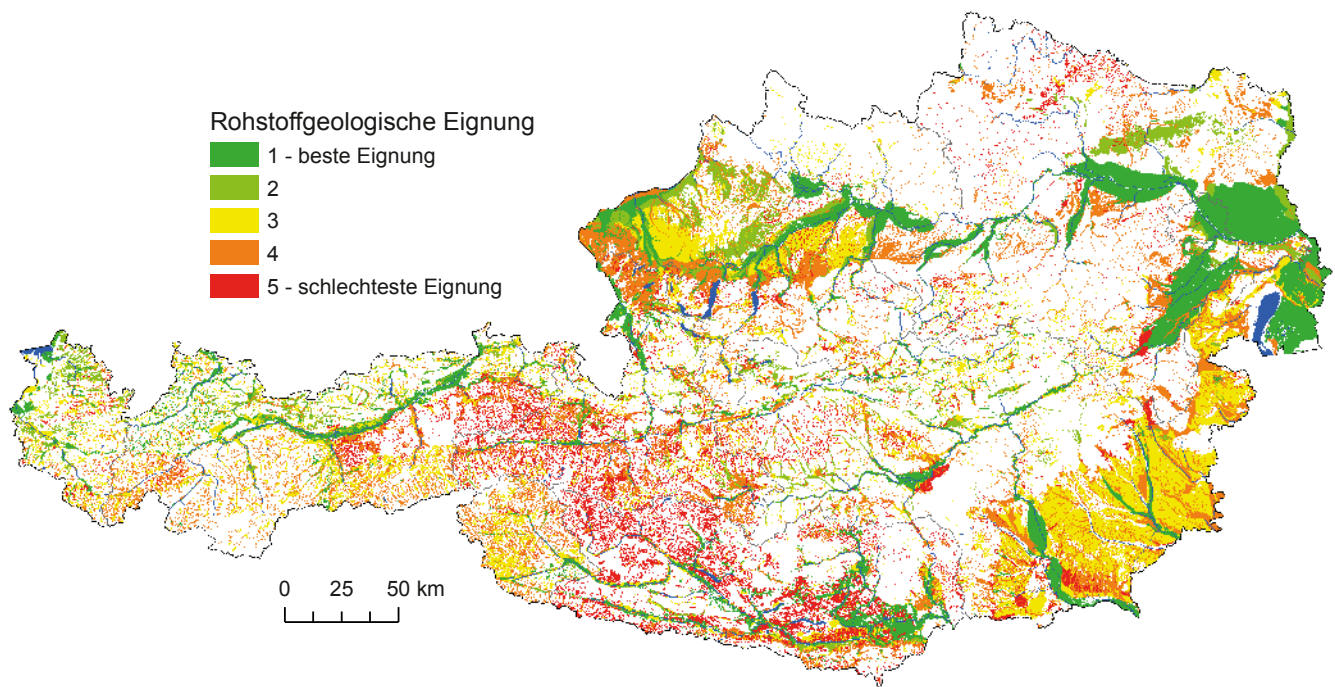 Rohstoffgeologische Eignung
1 - beste Eignung
2
3
4
5 - schlechteste Eignung
0 25 50 km